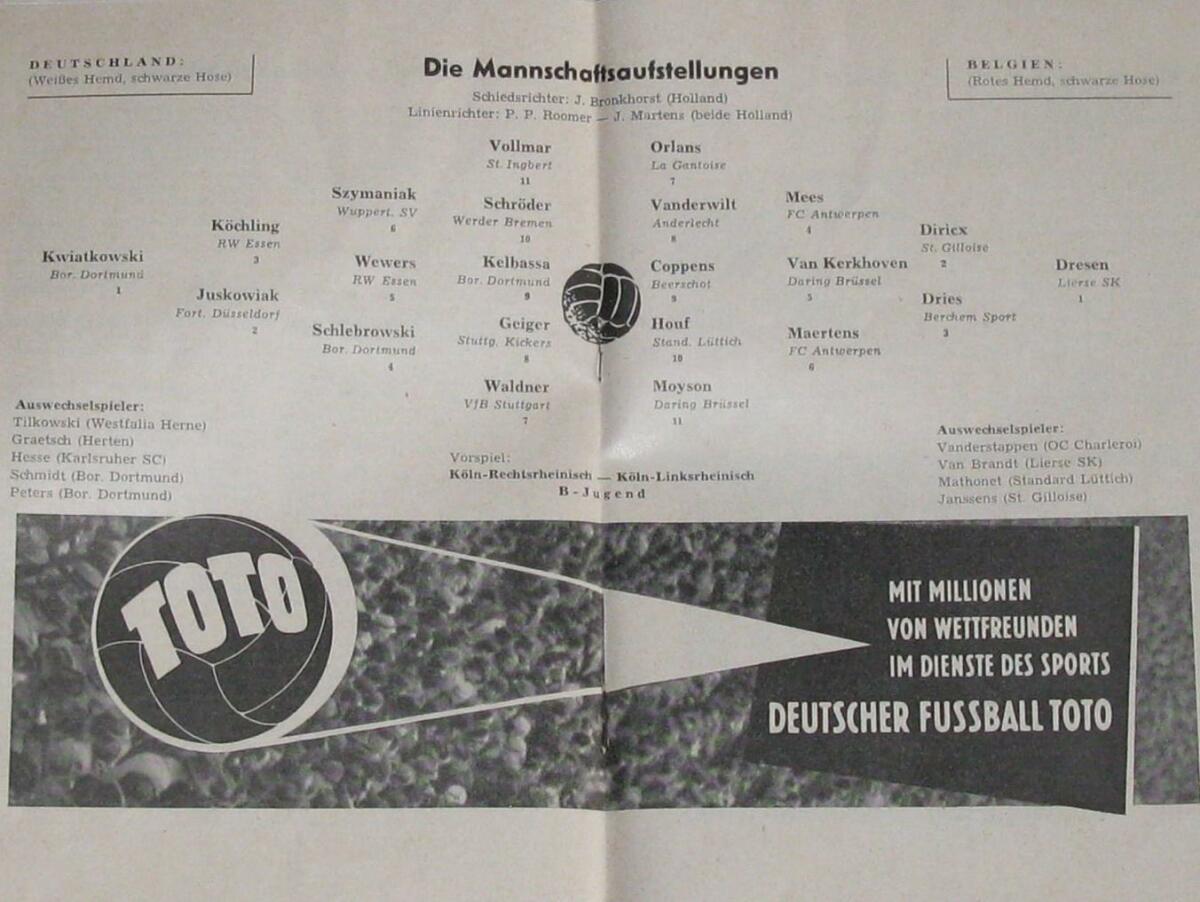 DEUTSCHLAND:
(Weißes Hemd, schwarze Hose)
Die Mannschaftsaufstellungen
Schiedsrichter: J. Bronkhorst (Holland)
Linienrichter: P. P. Roomer — J. Martens (beide Holland)
BELGIEN:
(Rotes Hemd, schwarze Hose)
Kwiatkowski
Bor. Dortmund
1
Köchling
RW Essen
3
Juskowiak
Fort. Düsseldorf
2
Szymaniak
Wuppert. SV
6
Wewers
RW Essen
5
Schlebrowski
Bor. Dortmund
4
Vollmar
St. Ingbert
11
Schröder
Werder Bremen
10
Kelbassa
Bor. Dortmund
9
Geiger
Stuttg. Kickers
8
Waldner
VfB Stuttgart
7
Orlans
La Gantoise
7
Vanderwilt
Anderlecht
8
Coppens
Beerschot
9
Houf
Stand. Lüttich
10
Moyson
Daring Brüssel
11
Mees
FC Antwerpen
4
Van Kerkhoven
Daring Brüssel
5
Maertens
FC Antwerpen
6
Diricx
St. Gilloise
2
Dries
Berchem Sport
3
Dresen
Lierse SK
1
Auswechselspieler:
Tilkowski (Westfalia Herne)
Graetsch (Herten)
Hesse (Karlsruher SC)
Schmidt (Bor. Dortmund)
Peters (Bor. Dortmund)
Vorspiel:
Köln-Rechtsrheinisch — Köln-Linksrheinisch
B-Jugend
Auswechselspieler:
Vanderstappen (OC Charleroi)
Van Brandt (Lierse SK)
Mathonet (Standard Lüttich)
Janssens (St. Gilloise)
TOTO
MIT MILLIONEN
VON WETTFREUNDEN
IM DIENSTE DES SPORTS
DEUTSCHER FUSSBALL TOTO